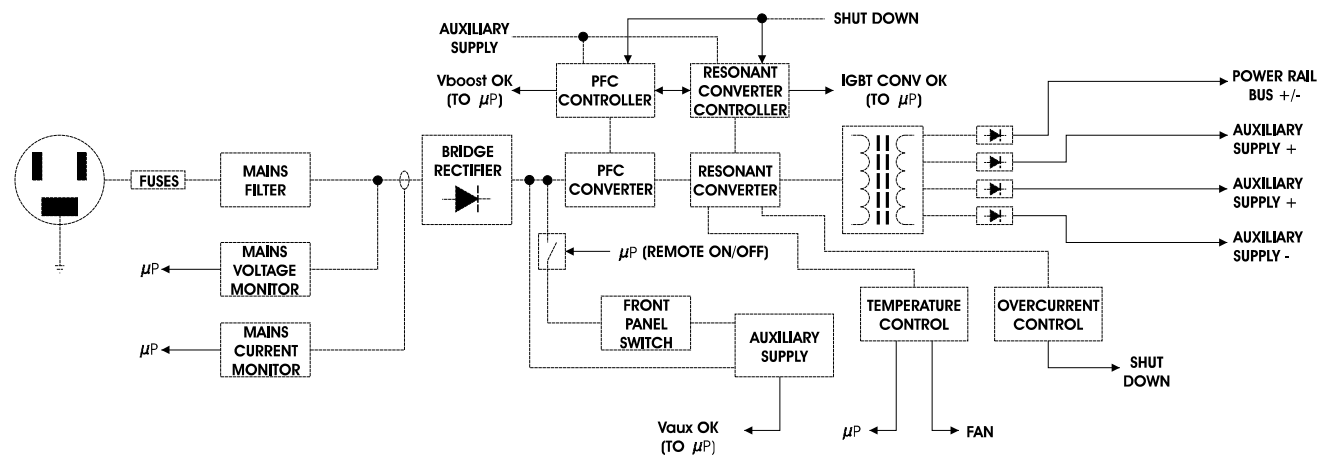 SHUT DOWN
AUXILIARY
SUPPLY
Vboost OK
(TO µP)
PFC
CONTROLLER
RESONANT
CONVERTER
CONTROLLER
IGBT CONV OK
(TO µP)
POWER RAIL
BUS +/-
AUXILIARY
SUPPLY +
AUXILIARY
SUPPLY +
AUXILIARY
SUPPLY -
FUSES
MAINS
FILTER
BRIDGE
RECTIFIER
PFC
CONVERTER
RESONANT
CONVERTER
µP
MAINS
VOLTAGE
MONITOR
µP (REMOTE ON/OFF)
µP
MAINS
CURRENT
MONITOR
FRONT
PANEL
SWITCH
AUXILIARY
SUPPLY
TEMPERATURE
CONTROL
OVERCURRENT
CONTROL
SHUT
DOWN
Vaux OK
(TO µP)
µP
FAN